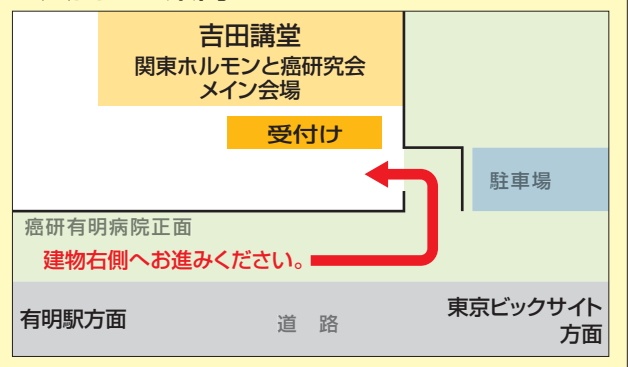 吉田講堂
関東ホルモンと癌研究会
メイン会場
受付け
駐車場
癌研有明病院正面
建物右側へお進みください。
有明駅方面
道 路
東京ビックサイト
方面